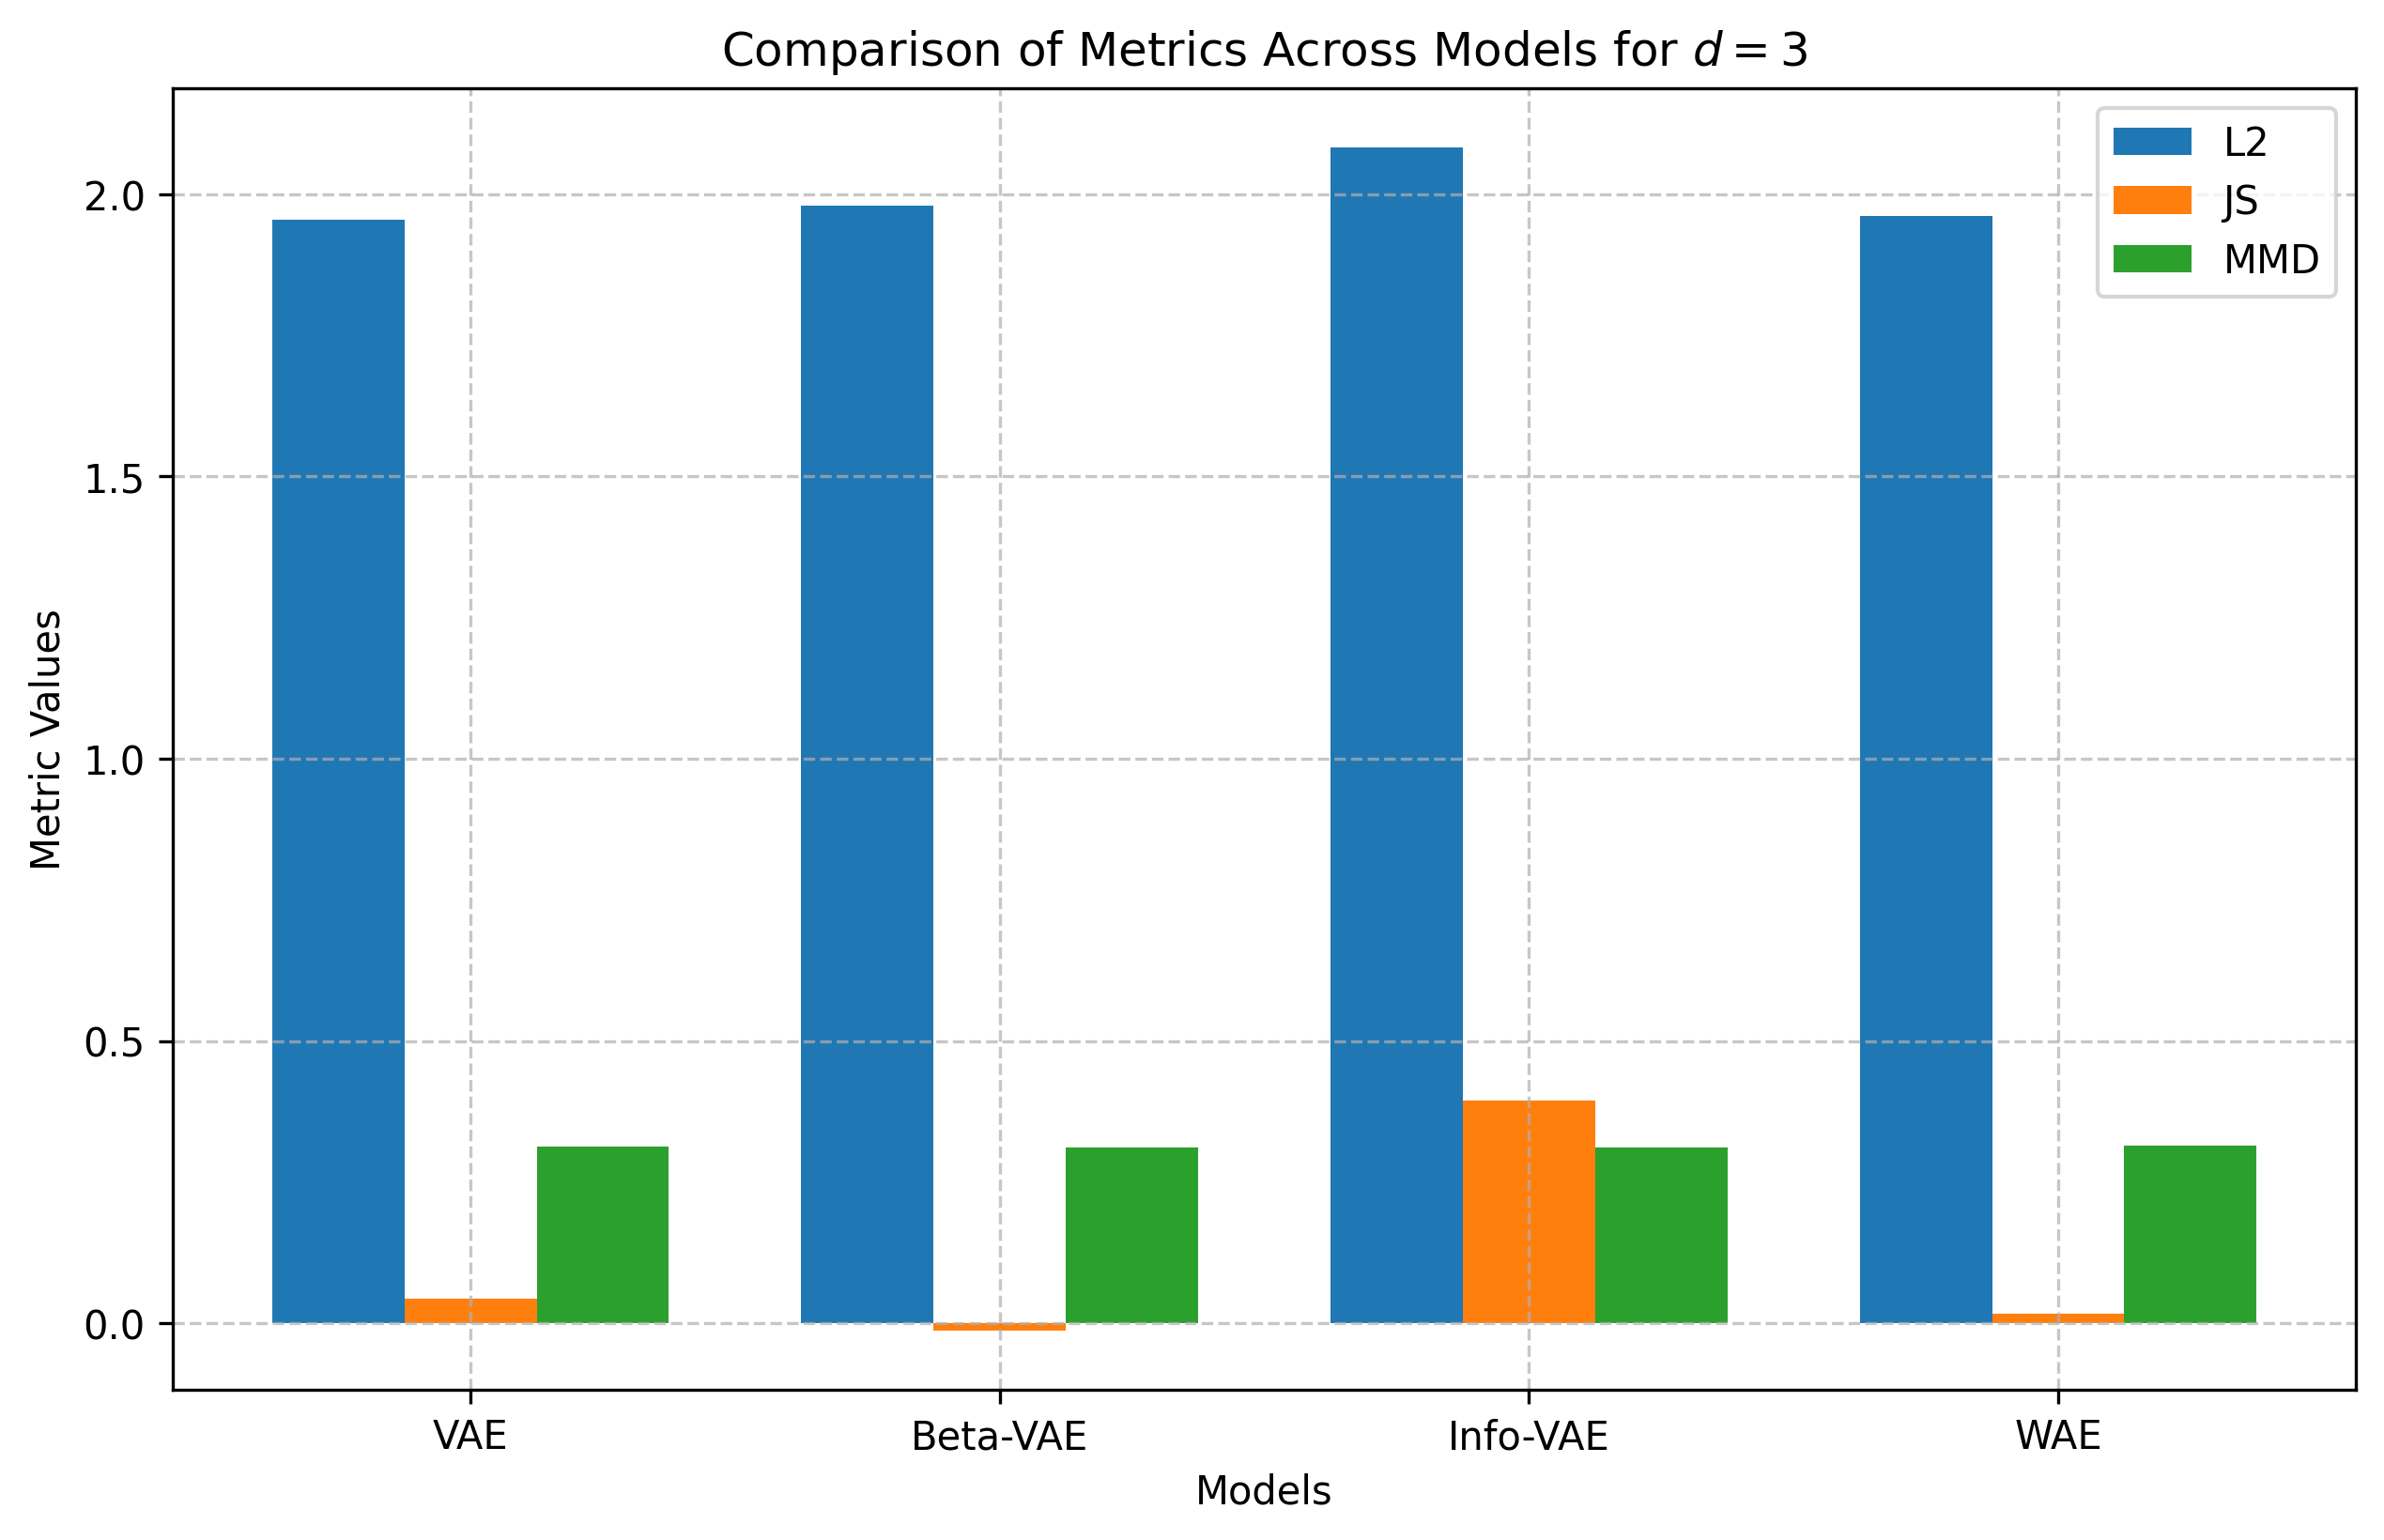 Comparison of Metrics Across Models for d = 3
L2
JS
MMD
2.0
1.5
1.0
0.5
0.0
Metric Values
VAE
Beta-VAE
Info-VAE
WAE
Models